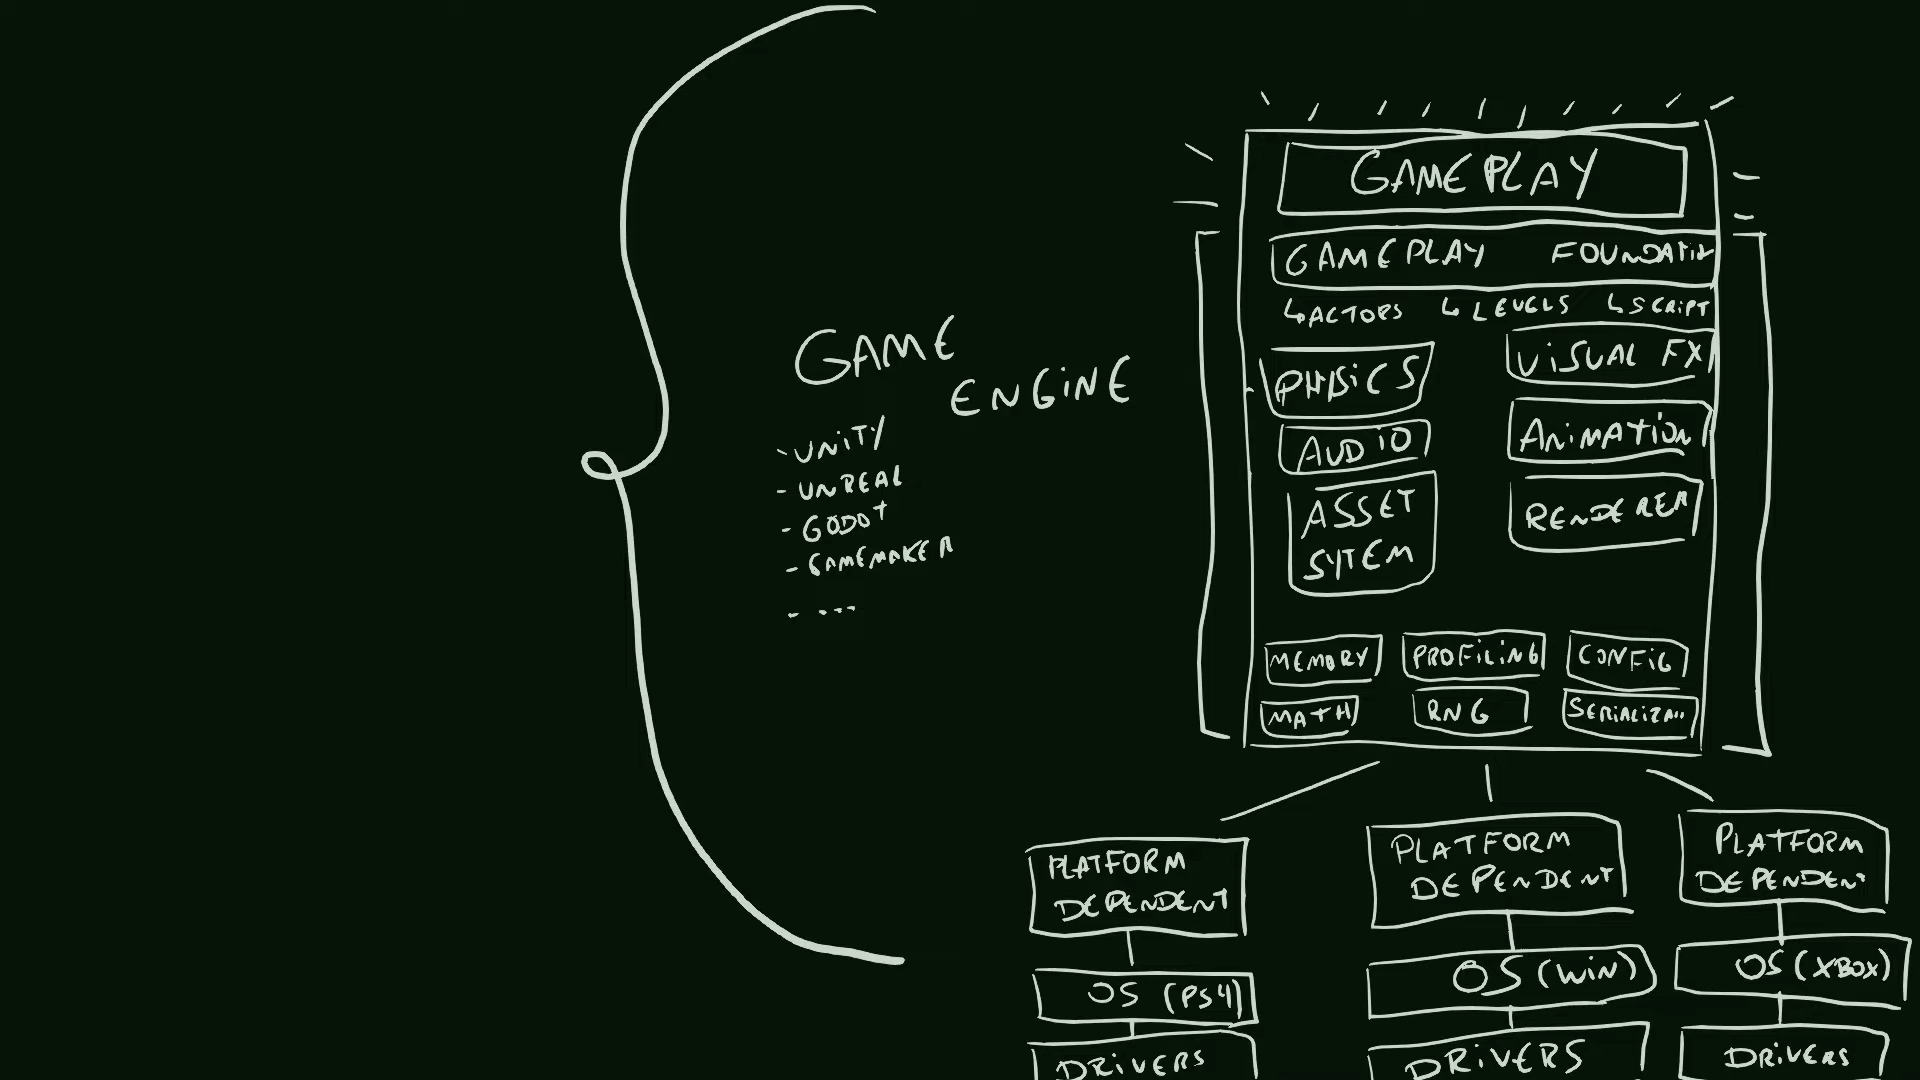 GAMEPLAY
GAMEPLAY FOUNDATIN
↳ACTORS ↳LEVELS ↳SCRIPT
GAME
ENGINE
- UNITY
- UNREAL
- GODOT
- GAMEMAKER
- ....
PHYSICS
AUDIO
ASSET
SYTEM
VISUAL FX
ANIMATION
RENDERER
MEMORY PROFILING CONFIG
MATH RNG
PLATFORM
DEPENDENT
OS (PS4)
DRIVERS
PLATFORM
DEPENDENT
OS (WIN)
DRIVERS
PLATFORM
DEPENDENT
OS (XBOX)
DRIVERS